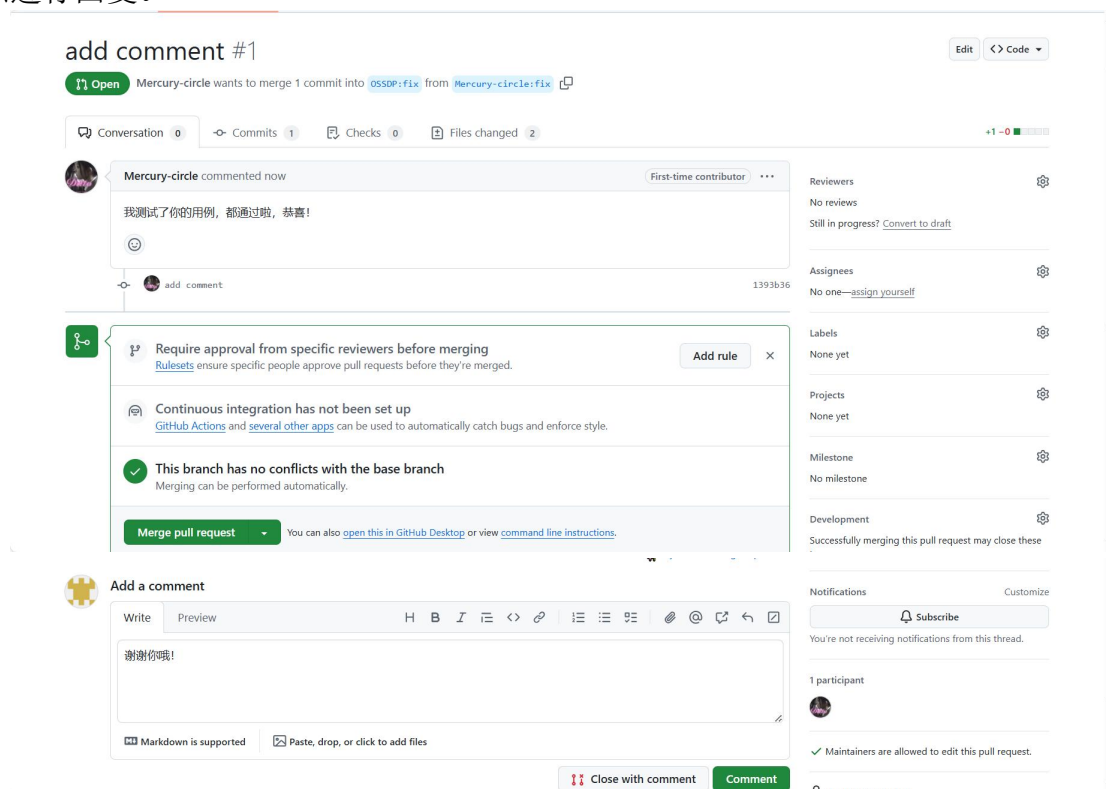 add comment #1
Edit
<> Code
Open
Mercury-circle wants to merge 1 commit into OSSDP:fix from Mercury-circle:fix
Conversation 0
Commits 1
Checks 0
Files changed 2
+1 −0
Mercury-circle commented now
First-time contributor
我测试了你的用例，都通过啦，恭喜！
add comment
1393b36
Require approval from specific reviewers before merging
Rulesets ensure specific people approve pull requests before they're merged.
Add rule
Continuous integration has not been set up
GitHub Actions and several other apps can be used to automatically catch bugs and enforce style.
This branch has no conflicts with the base branch
Merging can be performed automatically.
Merge pull request
You can also open this in GitHub Desktop or view command line instructions.
Reviewers
No reviews
Still in progress? Convert to draft
Assignees
No one—assign yourself
Labels
None yet
Projects
None yet
Milestone
No milestone
Development
Successfully merging this pull request may close these
Add a comment
Write
Preview
谢谢你哦！
Markdown is supported
Paste, drop, or click to add files
Close with comment
Comment
Notifications
Customize
Subscribe
You're not receiving notifications from this thread.
1 participant
Maintainers are allowed to edit this pull request.